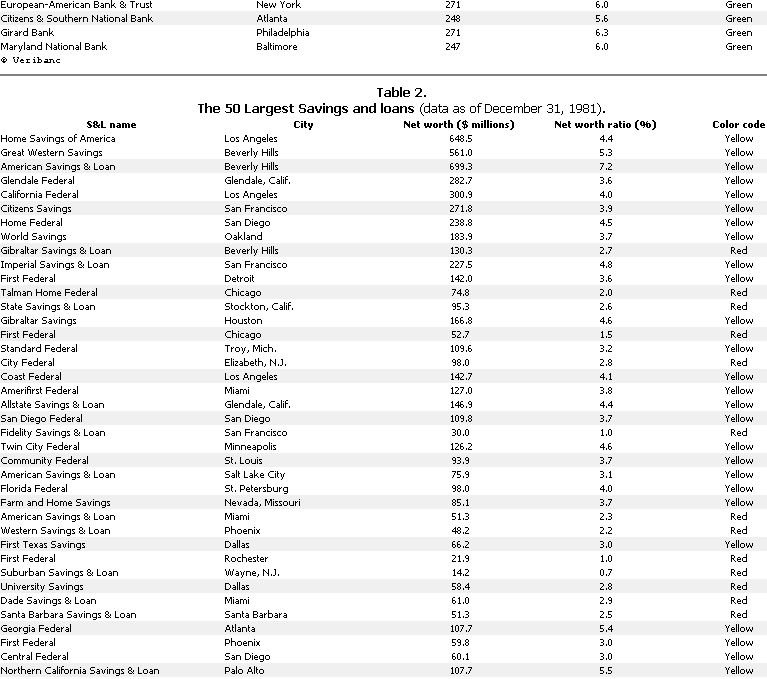 European-American Bank & Trust New York 271 6.0 Green
Citizens & Southern National Bank Atlanta 248 5.6 Green
Girard Bank Philadelphia 271 6.3 Green
Maryland National Bank Baltimore 247 6.0 Green
© Veribanc
Table 2.
The 50 Largest Savings and loans (data as of December 31, 1981).
S&L name City Net worth ($ millions) Net worth ratio (%) Color code
Home Savings of America Los Angeles 648.5 4.4 Yellow
Great Western Savings Beverly Hills 561.0 5.3 Yellow
American Savings & Loan Beverly Hills 699.3 7.2 Yellow
Glendale Federal Glendale, Calif. 282.7 3.6 Yellow
California Federal Los Angeles 300.9 4.0 Yellow
Citizens Savings San Francisco 271.8 3.9 Yellow
Home Federal San Diego 238.8 4.5 Yellow
World Savings Oakland 183.9 3.7 Yellow
Gibraltar Savings & Loan Beverly Hills 130.3 2.7 Red
Imperial Savings & Loan San Francisco 227.5 4.8 Yellow
First Federal Detroit 142.0 3.6 Yellow
Talman Home Federal Chicago 74.8 2.0 Red
State Savings & Loan Stockton, Calif. 95.3 2.6 Red
Gibraltar Savings Houston 166.8 4.6 Yellow
First Federal Chicago 52.7 1.5 Red
Standard Federal Troy, Mich. 109.6 3.2 Yellow
City Federal Elizabeth, N.J. 98.0 2.8 Red
Coast Federal Los Angeles 142.7 4.1 Yellow
Amerifirst Federal Miami 127.0 3.8 Yellow
Allstate Savings & Loan Glendale, Calif. 146.9 4.4 Yellow
San Diego Federal San Diego 109.8 3.7 Yellow
Fidelity Savings & Loan San Francisco 30.0 1.0 Red
Twin City Federal Minneapolis 126.2 4.6 Yellow
Community Federal St. Louis 93.9 3.7 Yellow
American Savings & Loan Salt Lake City 75.9 3.1 Yellow
Florida Federal St. Petersburg 98.0 4.0 Yellow
Farm and Home Savings Nevada, Missouri 85.1 3.7 Yellow
American Savings & Loan Miami 51.3 2.3 Red
Western Savings & Loan Phoenix 48.2 2.2 Red
First Texas Savings Dallas 66.2 3.0 Yellow
First Federal Rochester 21.9 1.0 Red
Suburban Savings & Loan Wayne, N.J. 14.2 0.7 Red
University Savings Dallas 58.4 2.8 Red
Dade Savings & Loan Miami 61.0 2.9 Red
Santa Barbara Savings & Loan Santa Barbara 51.3 2.5 Red
Georgia Federal Atlanta 107.7 5.4 Yellow
First Federal Phoenix 59.8 3.0 Yellow
Central Federal San Diego 60.1 3.0 Yellow
Northern California Savings & Loan Palo Alto 107.7 5.5 Yellow